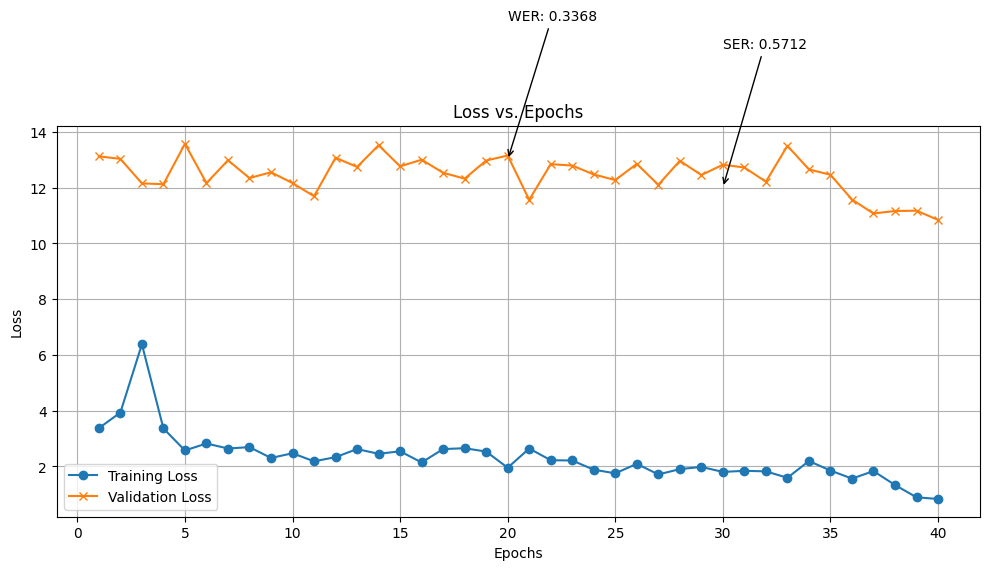 WER: 0.3368
SER: 0.5712
Loss vs. Epochs
14
12
10
8
6
4
2
Loss
Training Loss
Validation Loss
0 5 10 15 20 25 30 35 40
Epochs